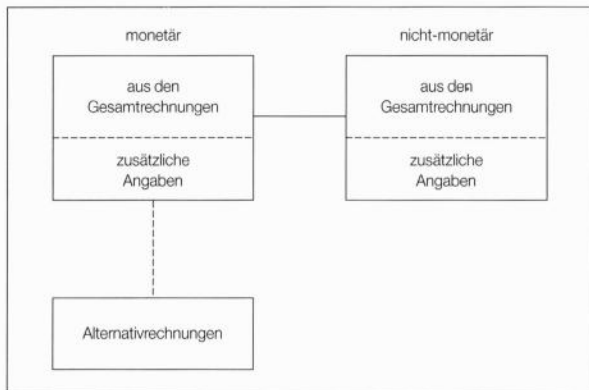 monetär
nicht-monetär
aus den
Gesamtrechnungen
zusätzliche
Angaben
aus den
Gesamtrechnungen
zusätzliche
Angaben
Alternativrechnungen